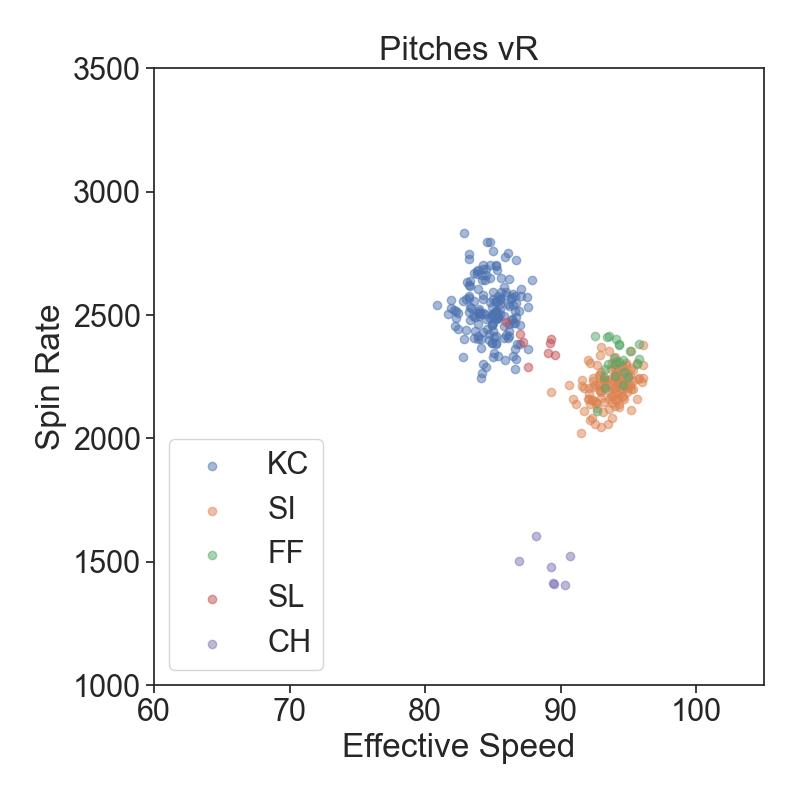 Pitches vR
3500
3000
2500
2000
1500
1000
Spin Rate
KC
SI
FF
SL
CH
60 70 80 90 100
Effective Speed